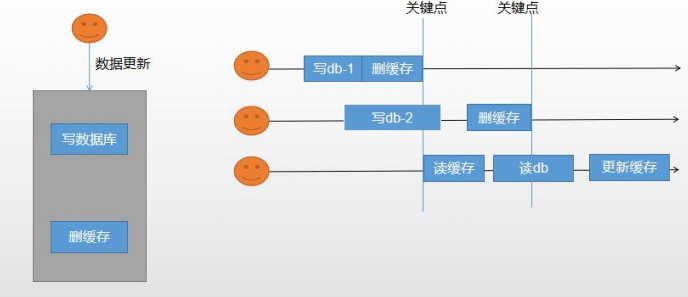 关键点
关键点
数据更新
写数据库
删缓存
写db-1
删缓存
写db-2
删缓存
读缓存
读db
更新缓存